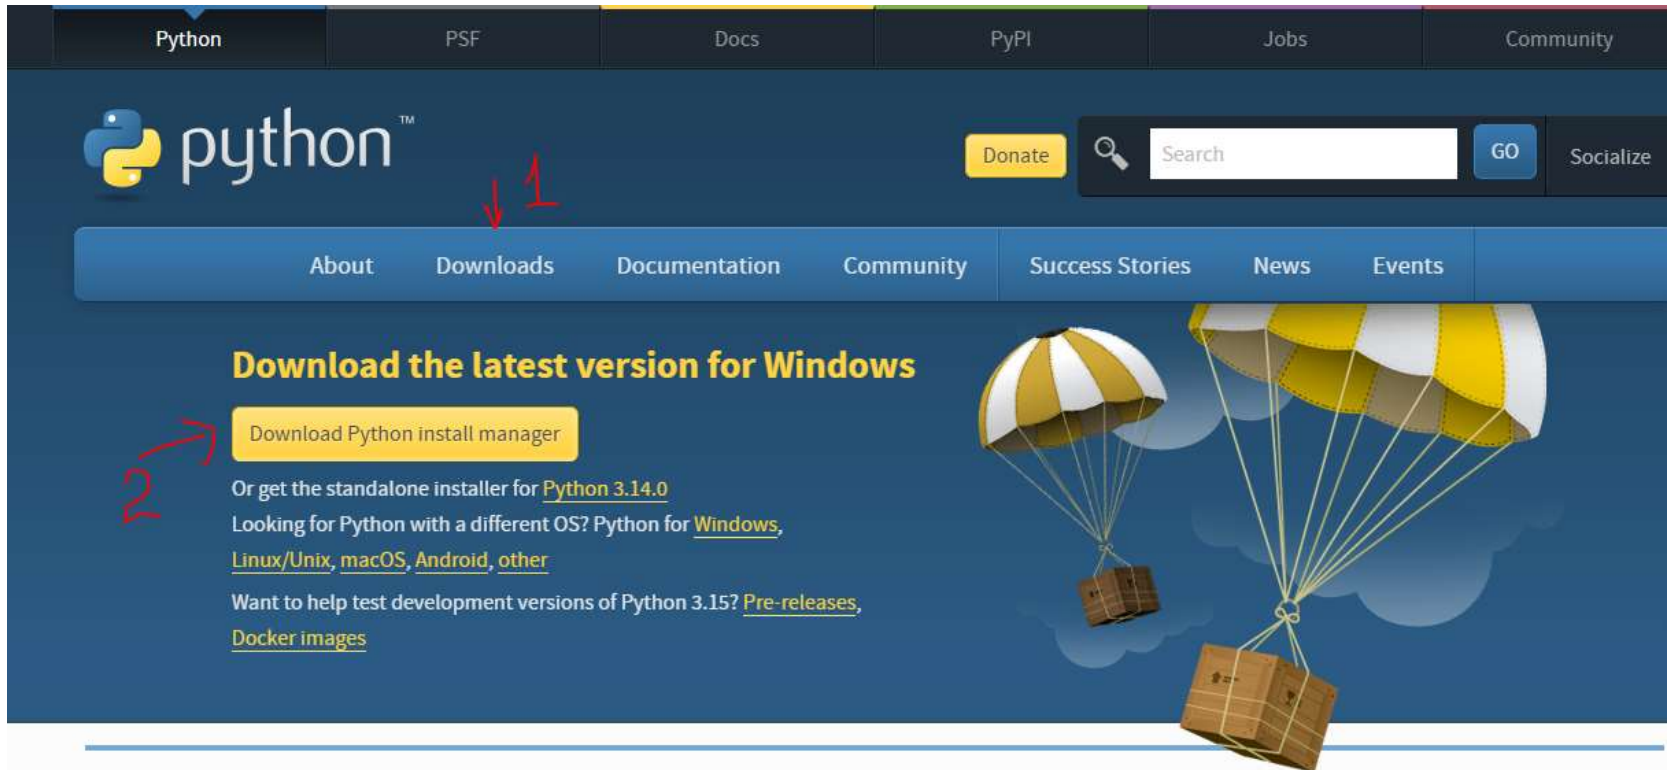 Python PSF Docs PyPI Jobs Community
python™
Donate Search GO Socialize
1
About Downloads Documentation Community Success Stories News Events
Download the latest version for Windows
Download Python install manager
2
Or get the standalone installer for Python 3.14.0
Looking for Python with a different OS? Python for Windows,
Linux/Unix, macOS, Android, other
Want to help test development versions of Python 3.15? Pre-releases,
Docker images